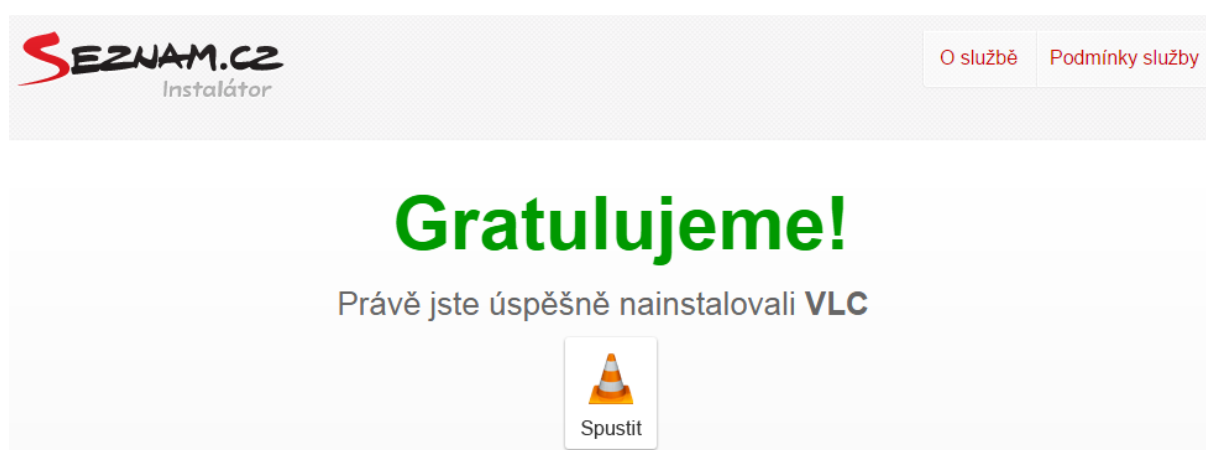 SEZNAM.CZ
Instalátor
O službě
Podmínky služby
Gratulujeme!
Právě jste úspěšně nainstalovali VLC
Spustit